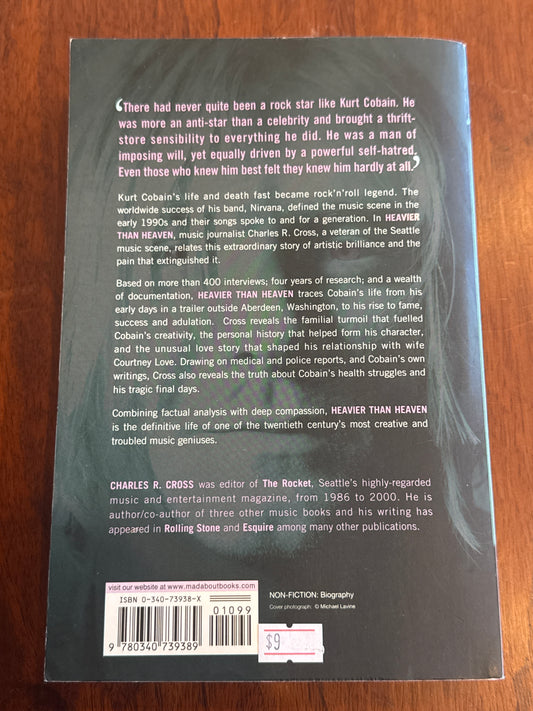 ‘There had never quite been a rock star like Kurt Cobain. He
was more an anti-star than a celebrity and brought a thrift-
store sensibility to everything he did. He was a man of
imposing will, yet equally driven by a powerful self-hatred.
Even those who knew him best felt they knew him hardly at all.’
Kurt Cobain's life and death fast became rock'n'roll legend. The
worldwide success of his band, Nirvana, defined the music scene in the
early 1990s and their songs spoke to and for a generation. In HEAVIER
THAN HEAVEN, music journalist Charles R. Cross, a veteran of the Seattle
music scene, relates this extraordinary story of artistic brilliance and the
pain that extinguished it.
Based on more than 400 interviews; four years of research; and a wealth
of documentation, HEAVIER THAN HEAVEN traces Cobain's life from his
early days in a trailer outside Aberdeen, Washington, to his rise to fame,
success and adulation. Cross reveals the familial turmoil that fuelled
Cobain's creativity, the personal history that helped form his character,
and the unusual love story that shaped his relationship with wife
Courtney Love. Drawing on medical and police reports, and Cobain's own
writings, Cross also reveals the truth about Cobain's health struggles and
his tragic final days.
Combining factual analysis with deep compassion, HEAVIER THAN HEAVEN
is the definitive life of one of the twentieth century's most creative and
troubled music geniuses.
CHARLES R. CROSS was editor of The Rocket, Seattle's highly-regarded
music and entertainment magazine, from 1986 to 2000. He is
author/co-author of three other music books and his writing has
appeared in Rolling Stone and Esquire among many other publications.
visit our website at www.madaboutbooks.com
ISBN 0-340-73938-X
01099
9 780340 739389
NON-FICTION: Biography
Cover photograph: © Michael Lavine
$9